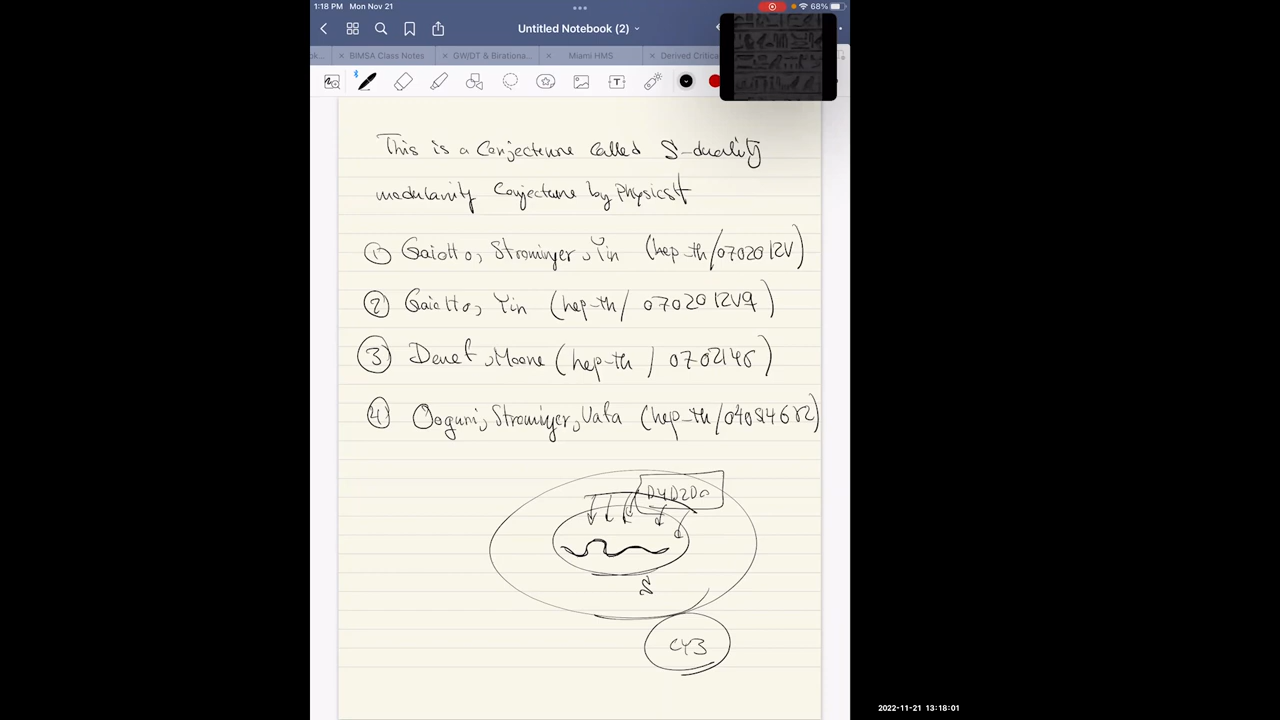 1:18 PM Mon Nov 21
68%
Untitled Notebook (2)
BIMSA Class Notes
GW/DT & Birationa...
Miami HMS
Derived Critica
This is a Conjecture called S-duality
modularity Conjecture by Physicst
① Gaiotto, Strominger, Yin (hep-th/0702012V)
② Gaiotto, Yin (hep-th/ 0702012V9)
③ Denef, Moore (hep-th / 0702146)
④ Ooguri, Strominger, Vafa (hep-th/
D4D2D0
CY3
2022-11-21 13:18:01